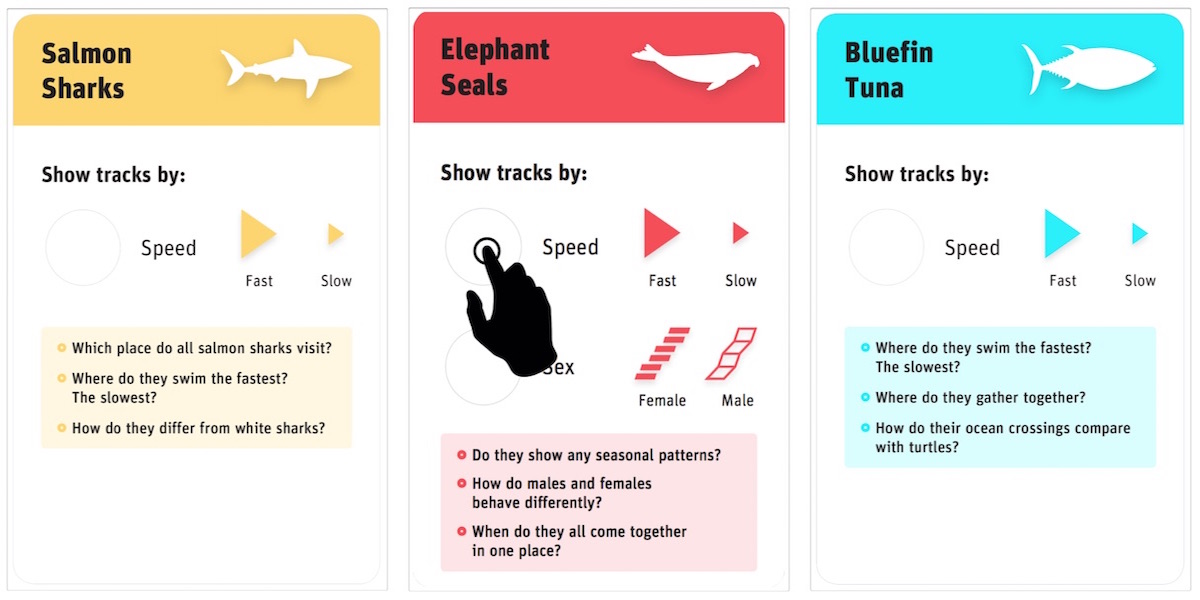 Salmon
Sharks
Show tracks by:
Speed
Fast
Slow
Which place do all salmon sharks visit?
Where do they swim the fastest?
The slowest?
How do they differ from white sharks?
Elephant
Seals
Show tracks by:
Speed
Fast
Slow
Sex
Female
Male
Do they show any seasonal patterns?
How do males and females
behave differently?
When do they all come together
in one place?
Bluefin
Tuna
Show tracks by:
Speed
Fast
Slow
Where do they swim the fastest?
The slowest?
Where do they gather together?
How do their ocean crossings compare
with turtles?